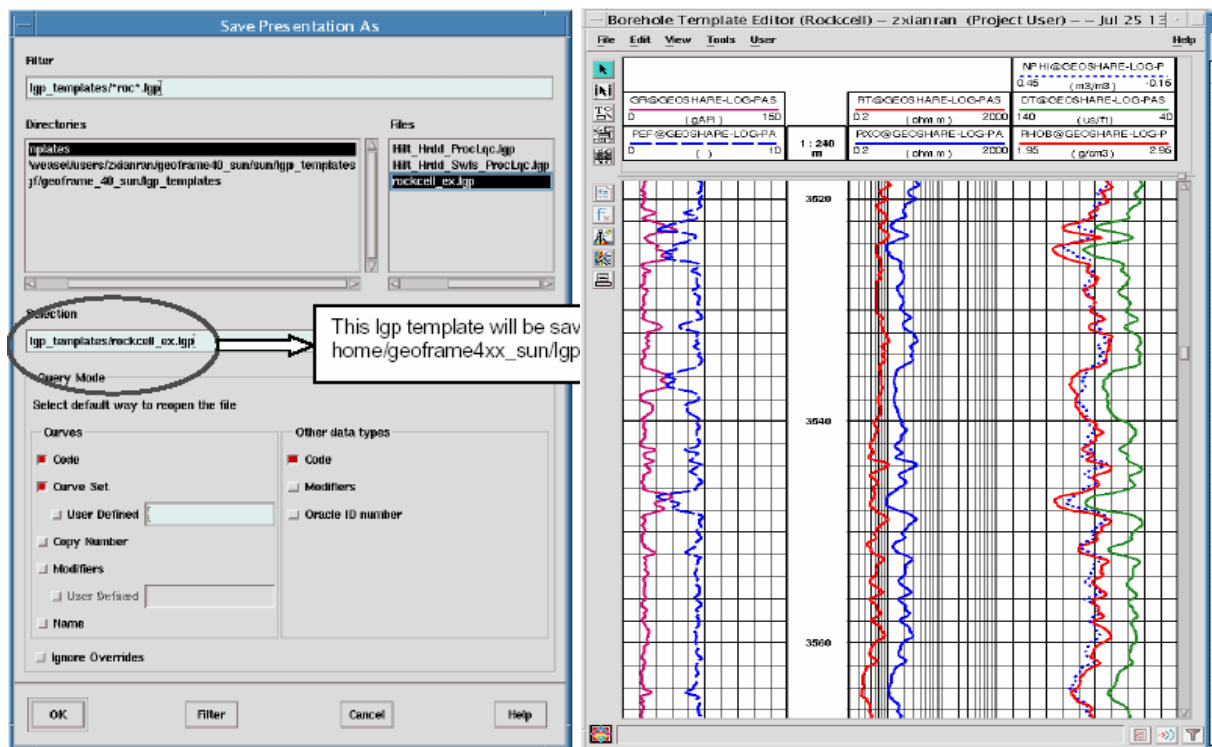 Save Presentation As
Filter
lgp_templates/*roc*.lgp
Directories
Files
nplates
\weasel/users/zxianran/geoframe40_sun/sun/lgp_templates
gf/geoframe_40_sun/lgp_templates
Hilt_Hrdd_ProcLqc.lgp
Hilt_Hrdd_Swls_ProcLqc.lgp
rockcell_ex.lgp
Selection
lgp_templates/rockcell_ex.lgp
This lgp template will be sav
home/geoframe4xx_sun/lgp
Query Mode
Select default way to reopen the file
Curves
Code
Curve Set
User Defined
Copy Number
Modifiers
User Defined
Name
Other data types
Code
Modifiers
Oracle ID number
Ignore Overrides
OK
Filter
Cancel
Help
Borehole Template Editor (Rockcell) – zxianran (Project User) – – Jul 25 13
File Edit View Tools User Help
NPHI@GEOSHARE-LOG-P
0.45 (m3/m3) -0.15
GR@GEOSHARE-LOG-PAS
0 (gAPI) 150
RT@GEOSHARE-LOG-PAS
0.2 (ohm.m) 2000
DT@GEOSHARE-LOG-PAS
140 (us/ft) 40
PEF@GEOSHARE-LOG-PA
0 ( ) 10
1 : 240
m
RXO@GEOSHARE-LOG-PA
0.2 (ohm.m) 2000
RHOB@GEOSHARE-LOG-P
1.95 (g/cm3) 2.95
3520
3540
3560